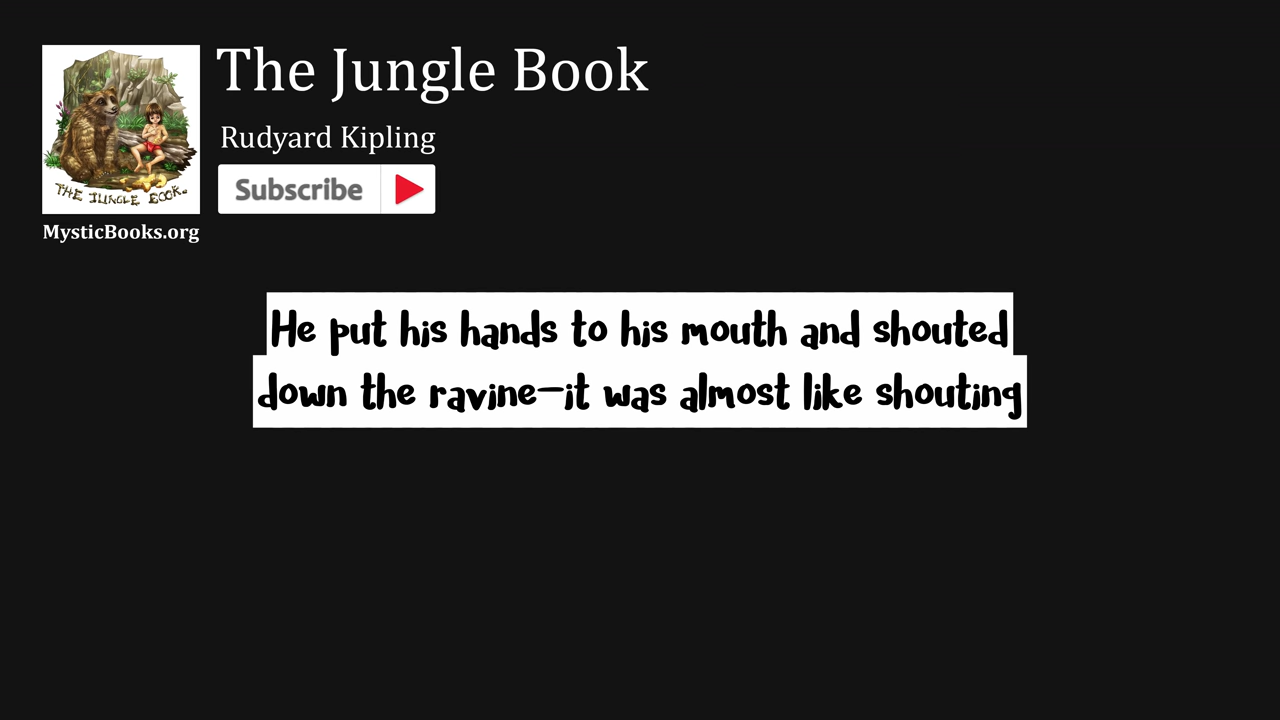 The Jungle Book
Rudyard Kipling
Subscribe
THE JUNGLE BOOK.
MysticBooks.org
He put his hands to his mouth and shouted
down the ravine—it was almost like shouting